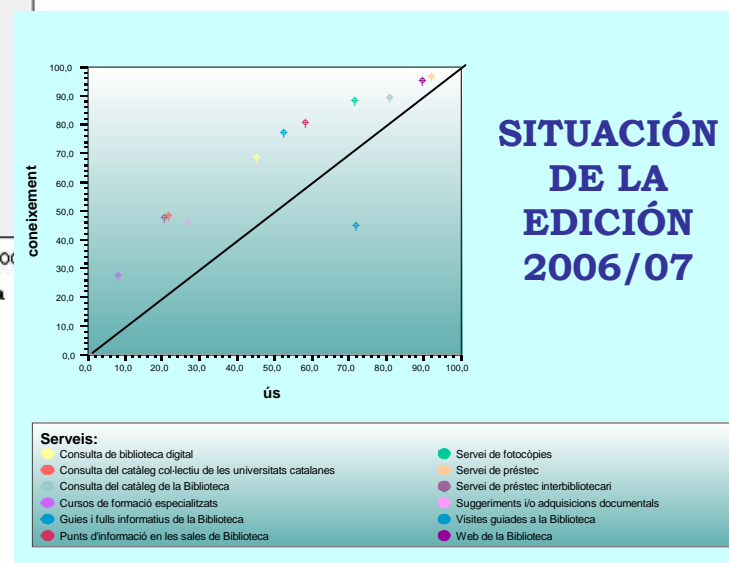 SITUACIÓN
DE LA
EDICIÓN
2006/07
coneixement
100,0
90,0
80,0
70,0
60,0
50,0
40,0
30,0
20,0
10,0
0,0
0,0 10,0 20,0 30,0 40,0 50,0 60,0 70,0 80,0 90,0 100,0
ús
Serveis:
Consulta de biblioteca digital
Consulta del catàleg col·lectiu de les universitats catalanes
Consulta del catàleg de la Biblioteca
Cursos de formació especialitzats
Guies i fulls informatius de la Biblioteca
Punts d'informació en les sales de Biblioteca
Servei de fotocòpies
Servei de préstec
Servei de préstec interbibliotecari
Suggeriments i/o adquisicions documentals
Visites guiades a la Biblioteca
Web de la Biblioteca